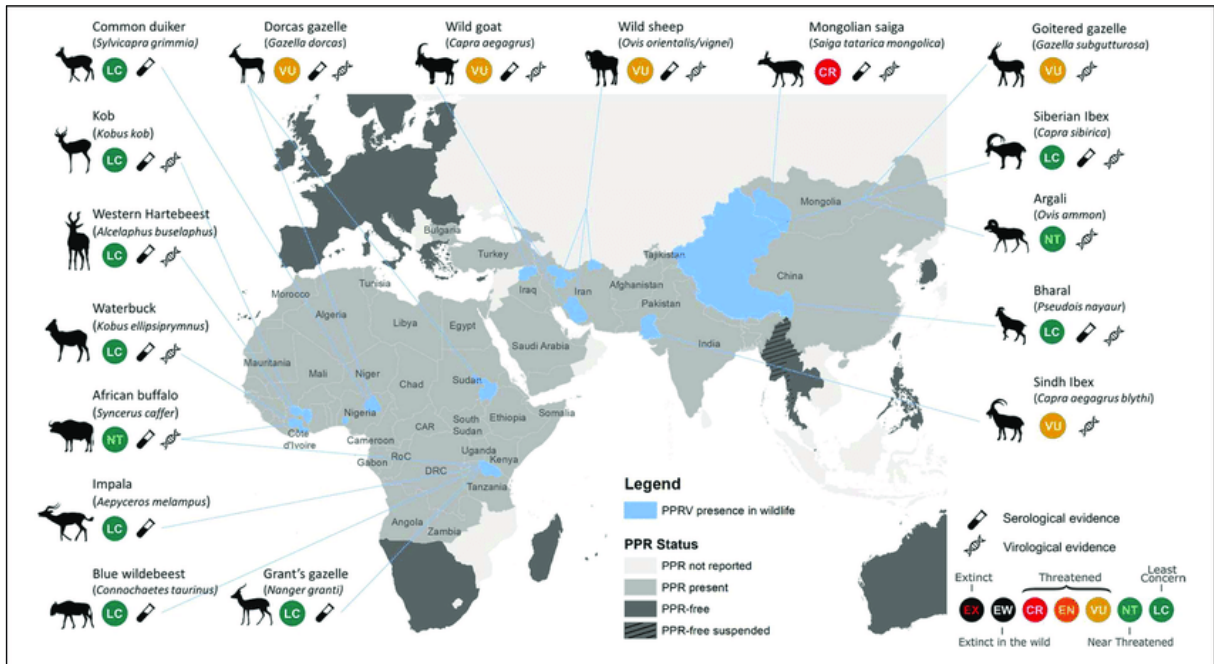 Common duiker
(Sylvicapra grimmia)
LC
Dorcas gazelle
(Gazella dorcas)
VU
Wild goat
(Capra aegagrus)
VU
Wild sheep
(Ovis orientalis/vignei)
VU
Mongolian saiga
(Saiga tatarica mongolica)
CR
Goitered gazelle
(Gazella subgutturosa)
VU
Kob
(Kobus kob)
LC
Siberian Ibex
(Capra sibirica)
LC
Western Hartebeest
(Alcelaphus buselaphus)
LC
Argali
(Ovis ammon)
NT
Waterbuck
(Kobus ellipsiprymnus)
LC
Bharal
(Pseudois nayaur)
LC
African buffalo
(Syncerus caffer)
NT
Sindh Ibex
(Capra aegagrus blythi)
VU
Impala
(Aepyceros melampus)
LC
Blue wildebeest
(Connochaetes taurinus)
LC
Grant's gazelle
(Nanger granti)
LC
Bulgaria
Turkey
Mongolia
Tajikistan
China
Iraq
Iran
Afghanistan
Pakistan
India
Saudi Arabia
Morocco
Tunisia
Algeria
Libya
Egypt
Mauritania
Mali
Niger
Chad
Sudan
Nigeria
Ethiopia
Somalia
Côte
d'Ivoire
Cameroon
CAR
South
Sudan
Uganda
Kenya
Gabon
RoC
DRC
Tanzania
Angola
Zambia
Legend
PPRV presence in wildlife
PPR Status
PPR not reported
PPR present
PPR-free
PPR-free suspended
Serological evidence
Virological evidence
Extinct
Threatened
Least
Concern
EX
EW
CR
EN
VU
NT
LC
Extinct in the wild
Near Threatened